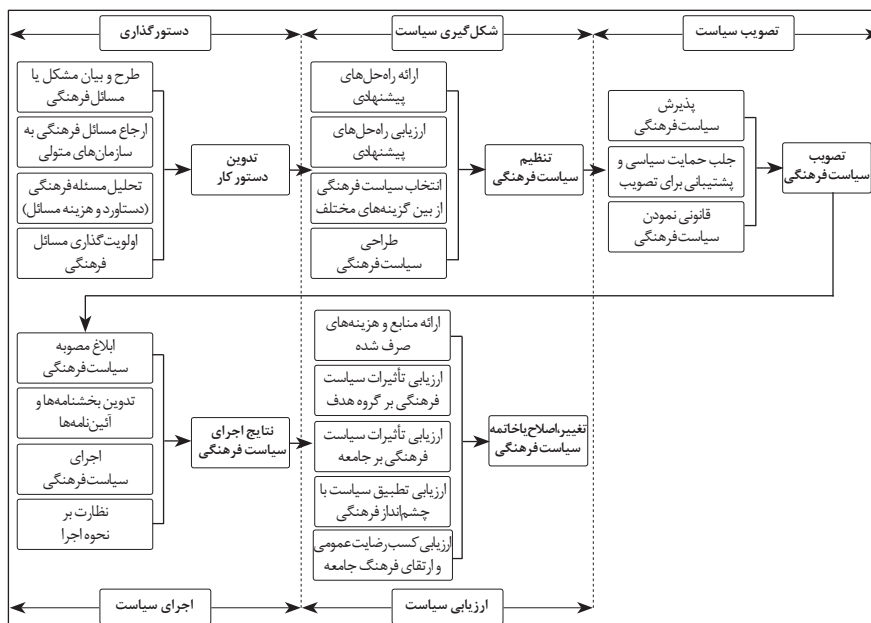 دستورگذاری
شکل‌گیری سیاست
تصویب سیاست
طرح و بیان مشکل یا
مسائل فرهنگی
ارجاع مسائل فرهنگی به
سازمان‌های متولی
تحلیل مسئله فرهنگی
(دستاورد و هزینه مسائل)
اولویت‌گذاری مسائل
فرهنگی
تدوین
دستور کار
ارائه راه‌حل‌های
پیشنهادی
ارزیابی راه‌حل‌های
پیشنهادی
انتخاب سیاست فرهنگی
از بین گزینه‌های مختلف
طراحی
سیاست فرهنگی
تنظیم
سیاست فرهنگی
پذیرش
سیاست فرهنگی
جلب حمایت سیاسی و
پشتیبانی برای تصویب
قانونی نمودن
سیاست فرهنگی
تصویب
سیاست فرهنگی
ابلاغ مصوبه
سیاست فرهنگی
تدوین بخشنامه‌ها و
آئین‌نامه‌ها
اجرای
سیاست فرهنگی
نظارت بر
نحوه اجرا
نتایج اجرای
سیاست فرهنگی
ارائه منابع و هزینه‌های
صرف شده
ارزیابی تأثیرات سیاست
فرهنگی بر گروه هدف
ارزیابی تأثیرات سیاست
فرهنگی بر جامعه
ارزیابی تطبیق سیاست با
چشم‌انداز فرهنگی
ارزیابی کسب رضایت عمومی
و ارتقای فرهنگ جامعه
تغییر، اصلاح یا خاتمه
سیاست فرهنگی
اجرای سیاست
ارزیابی سیاست